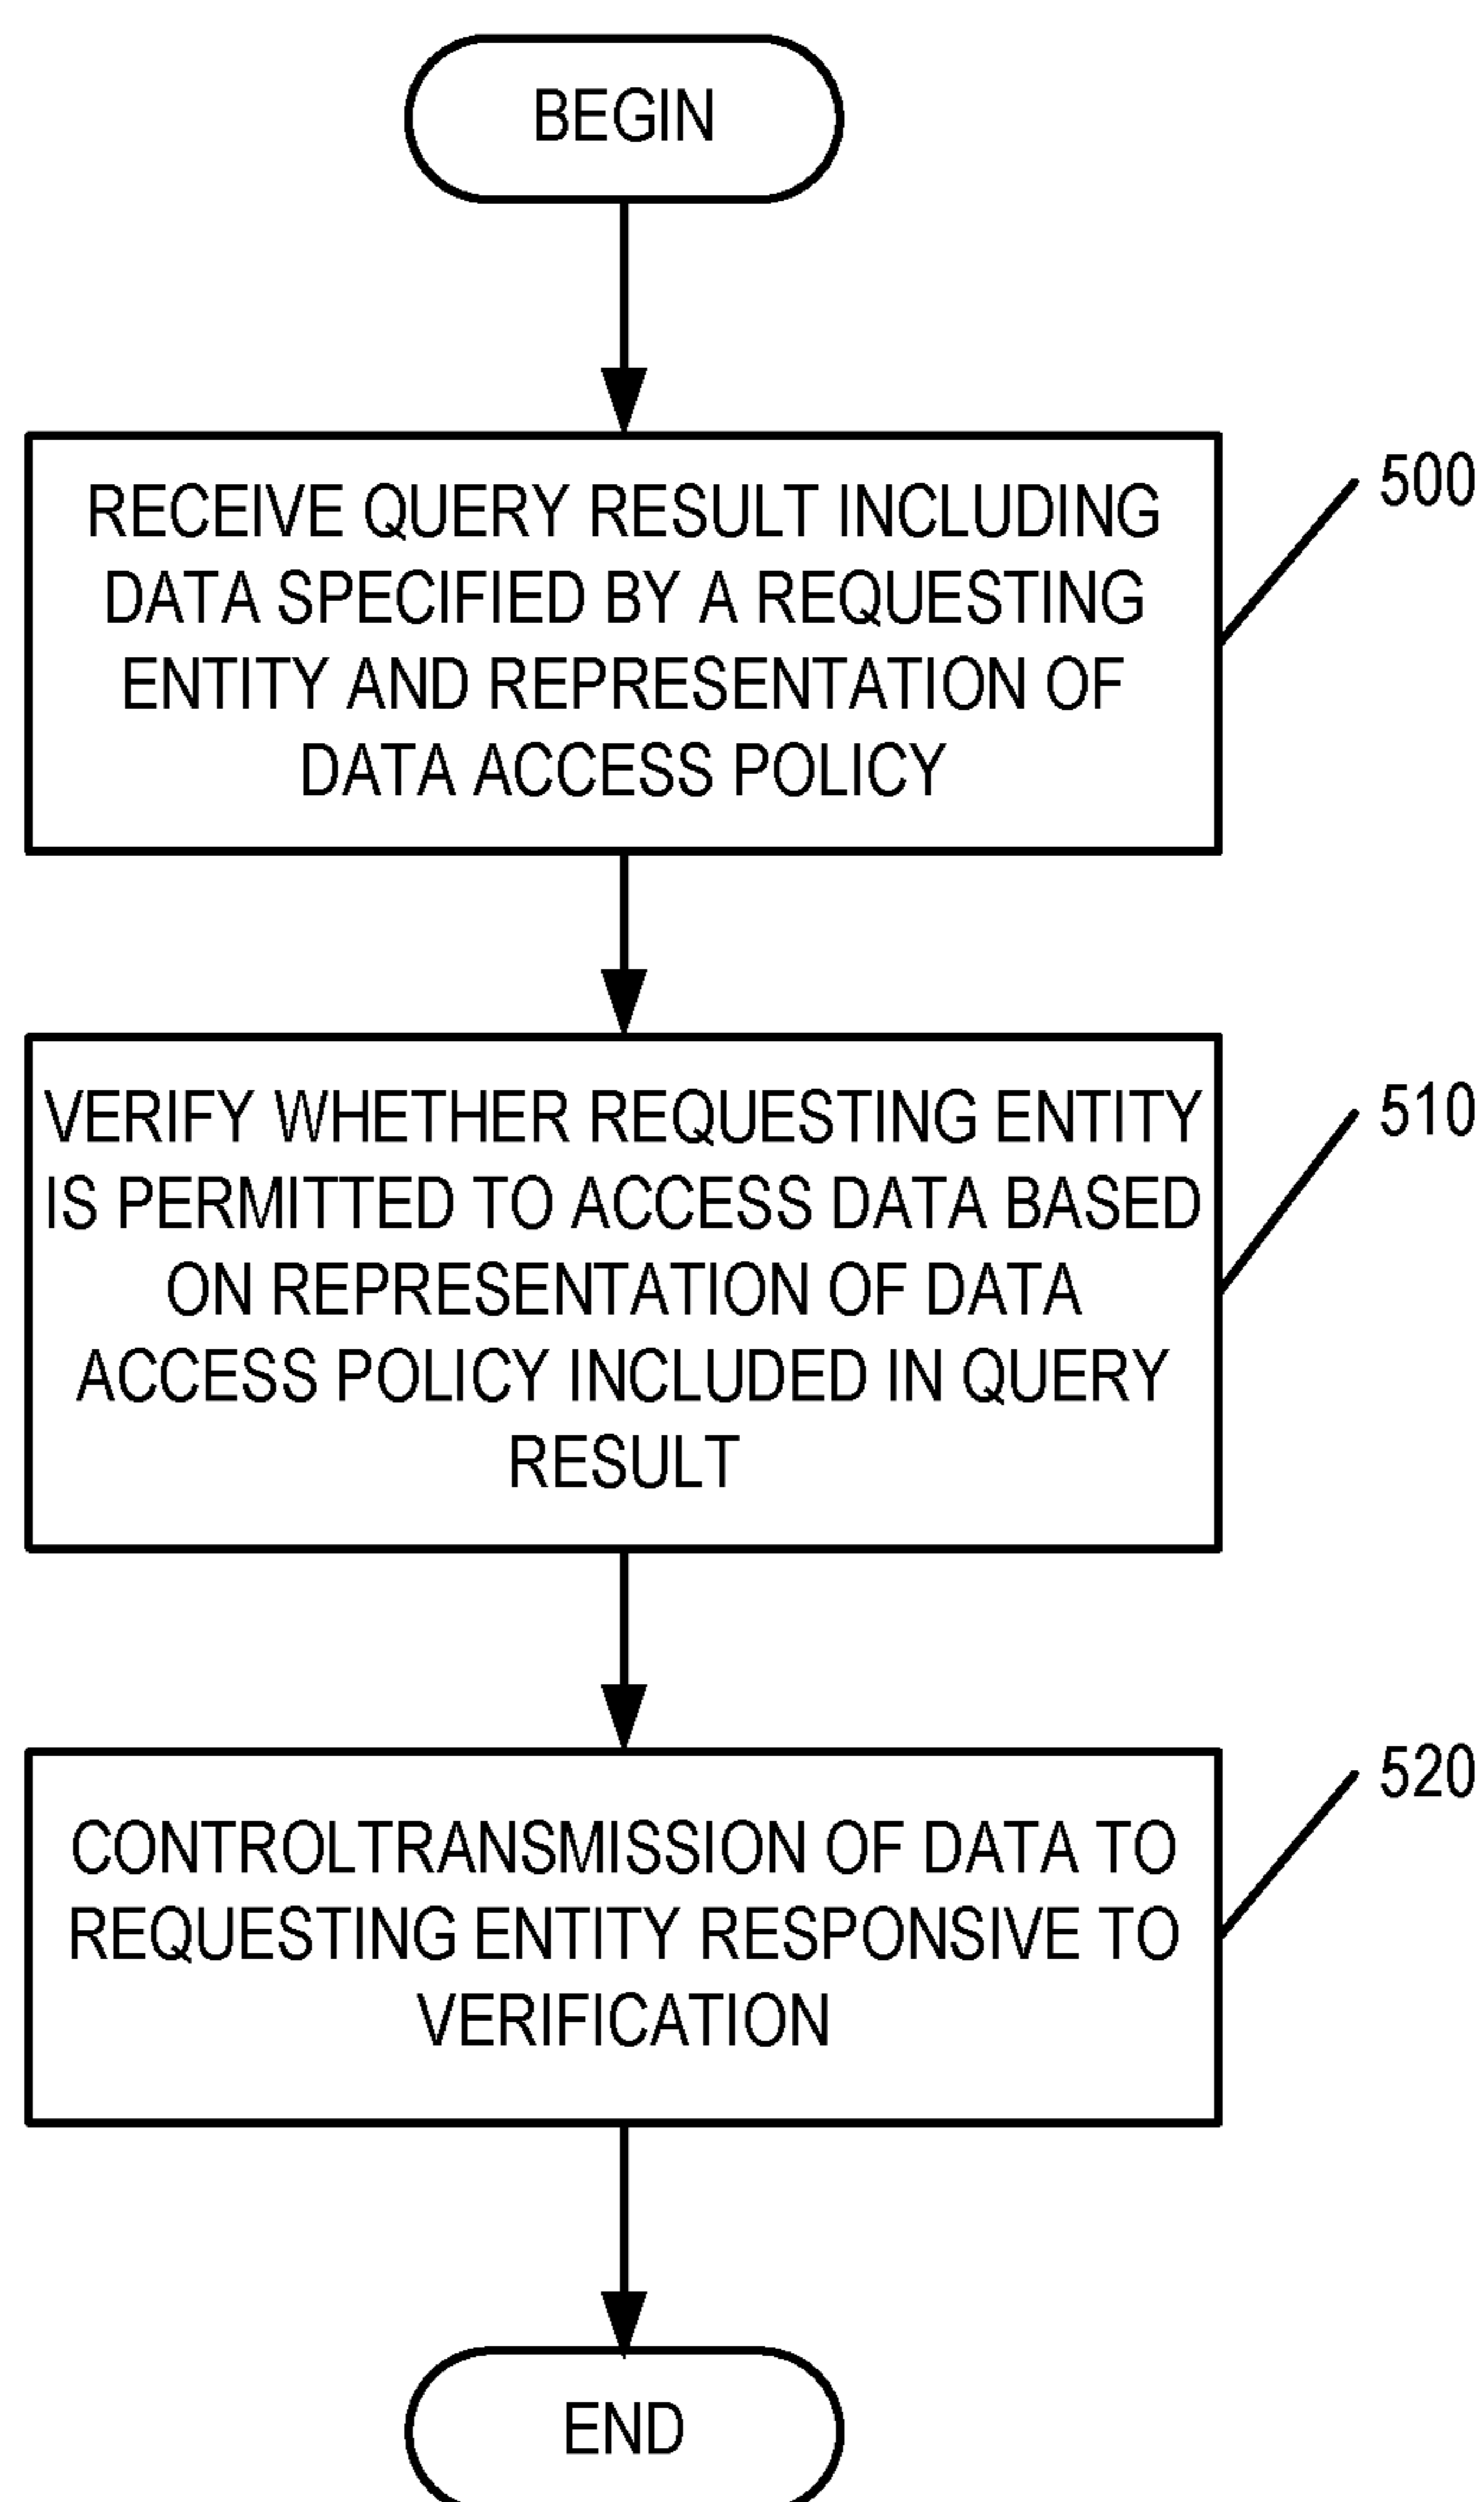 BEGIN
RECEIVE QUERY RESULT INCLUDING
DATA SPECIFIED BY A REQUESTING
ENTITY AND REPRESENTATION OF
DATA ACCESS POLICY
500
VERIFY WHETHER REQUESTING ENTITY
IS PERMITTED TO ACCESS DATA BASED
ON REPRESENTATION OF DATA
ACCESS POLICY INCLUDED IN QUERY
RESULT
510
CONTROLTRANSMISSION OF DATA TO
REQUESTING ENTITY RESPONSIVE TO
VERIFICATION
520
END